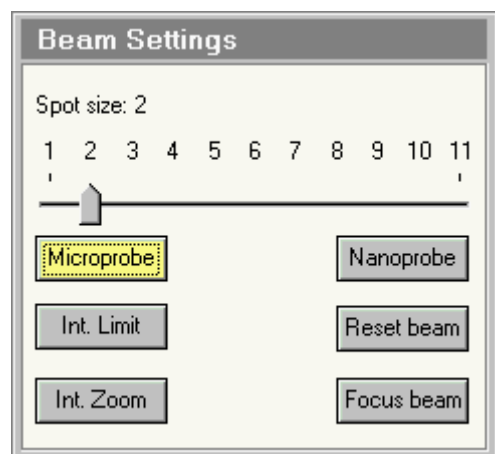 Beam Settings
Spot size: 2
1 2 3 4 5 6 7 8 9 10 11
Microprobe Nanoprobe
Int. Limit Reset beam
Int. Zoom Focus beam